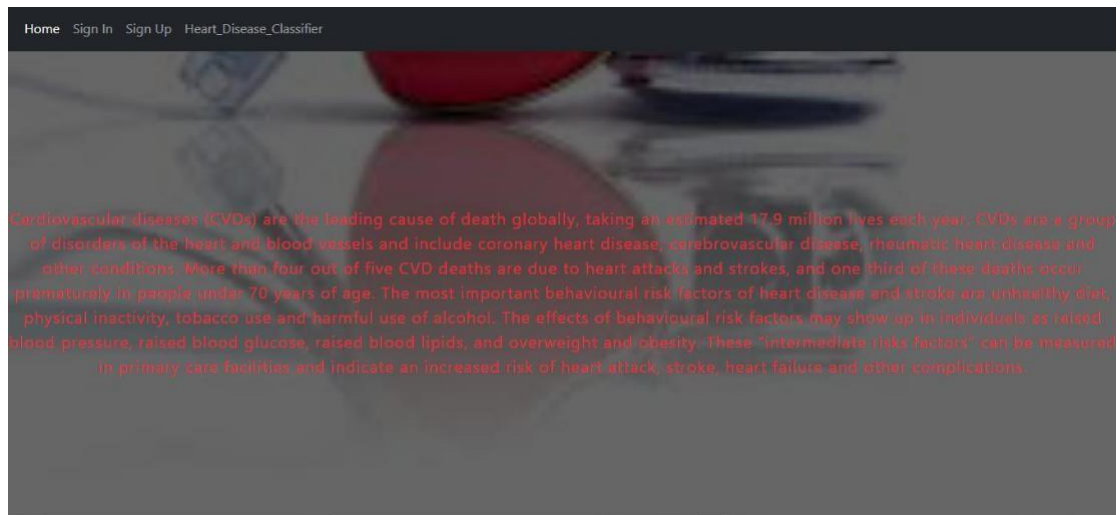 Home Sign In Sign Up Heart_Disease_Classifier
Cardiovascular diseases (CVDs) are the leading cause of death globally, taking an estimated 17.9 million lives each year. CVDs are a group
of disorders of the heart and blood vessels and include coronary heart disease, cerebrovascular disease, rheumatic heart disease and
other conditions. More than four out of five CVD deaths are due to heart attacks and strokes, and one third of these deaths occur
prematurely in people under 70 years of age. The most important behavioural risk factors of heart disease and stroke are unhealthy diet,
physical inactivity, tobacco use and harmful use of alcohol. The effects of behavioural risk factors may show up in individuals as raised
blood pressure, raised blood glucose, raised blood lipids, and overweight and obesity. These "intermediate risks factors" can be measured
in primary care facilities and indicate an increased risk of heart attack, stroke, heart failure and other complications.